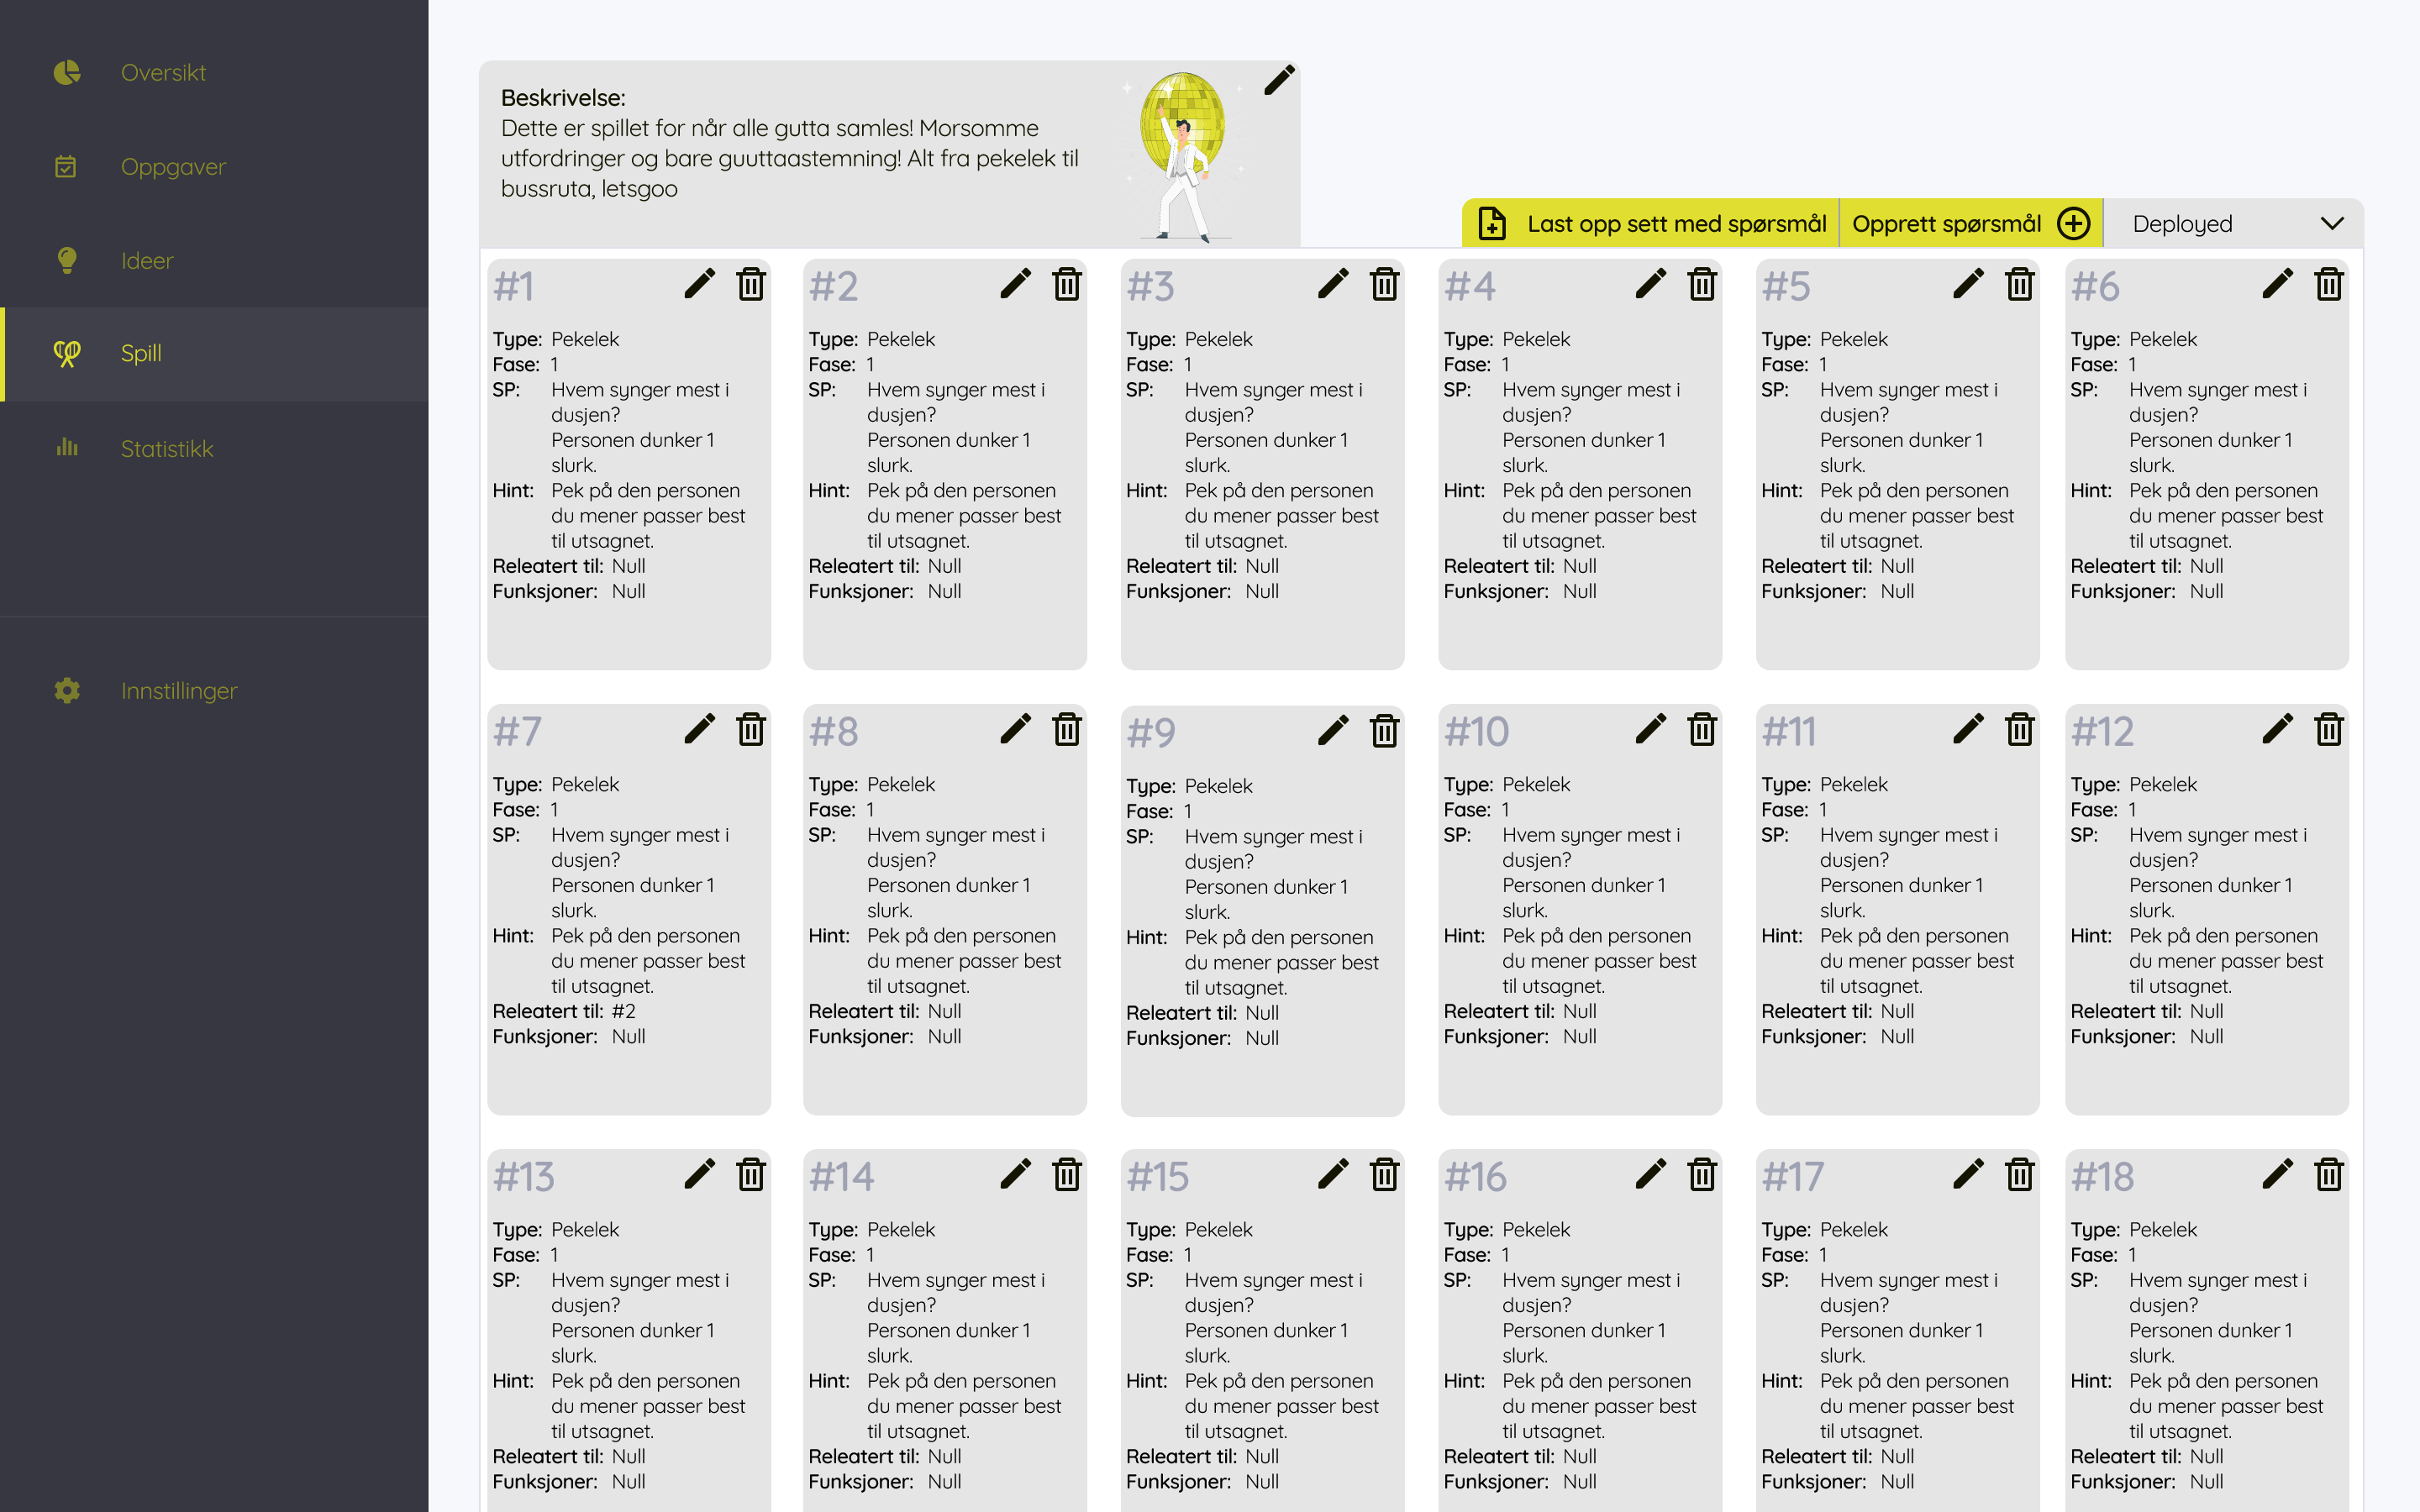 Oversikt
Oppgaver
Ideer
Spill
Statistikk
Innstillinger
Beskrivelse:
Dette er spillet for når alle gutta samles! Morsomme
utfordringer og bare guuttaastemning! Alt fra pekelek til
bussruta, letsgoo
Last opp sett med spørsmål
Opprett spørsmål
Deployed
#1
Type: Pekelek
Fase: 1
SP: Hvem synger mest i
dusjen?
Personen dunker 1
slurk.
Hint: Pek på den personen
du mener passer best
til utsagnet.
Releatert til: Null
Funksjoner: Null
#2
Type: Pekelek
Fase: 1
SP: Hvem synger mest i
dusjen?
Personen dunker 1
slurk.
Hint: Pek på den personen
du mener passer best
til utsagnet.
Releatert til: Null
Funksjoner: Null
#3
Type: Pekelek
Fase: 1
SP: Hvem synger mest i
dusjen?
Personen dunker 1
slurk.
Hint: Pek på den personen
du mener passer best
til utsagnet.
Releatert til: Null
Funksjoner: Null
#4
Type: Pekelek
Fase: 1
SP: Hvem synger mest i
dusjen?
Personen dunker 1
slurk.
Hint: Pek på den personen
du mener passer best
til utsagnet.
Releatert til: Null
Funksjoner: Null
#5
Type: Pekelek
Fase: 1
SP: Hvem synger mest i
dusjen?
Personen dunker 1
slurk.
Hint: Pek på den personen
du mener passer best
til utsagnet.
Releatert til: Null
Funksjoner: Null
#6
Type: Pekelek
Fase: 1
SP: Hvem synger mest i
dusjen?
Personen dunker 1
slurk.
Hint: Pek på den personen
du mener passer best
til utsagnet.
Releatert til: Null
Funksjoner: Null
#7
Type: Pekelek
Fase: 1
SP: Hvem synger mest i
dusjen?
Personen dunker 1
slurk.
Hint: Pek på den personen
du mener passer best
til utsagnet.
Releatert til: #2
Funksjoner: Null
#8
Type: Pekelek
Fase: 1
SP: Hvem synger mest i
dusjen?
Personen dunker 1
slurk.
Hint: Pek på den personen
du mener passer best
til utsagnet.
Releatert til: Null
Funksjoner: Null
#9
Type: Pekelek
Fase: 1
SP: Hvem synger mest i
dusjen?
Personen dunker 1
slurk.
Hint: Pek på den personen
du mener passer best
til utsagnet.
Releatert til: Null
Funksjoner: Null
#10
Type: Pekelek
Fase: 1
SP: Hvem synger mest i
dusjen?
Personen dunker 1
slurk.
Hint: Pek på den personen
du mener passer best
til utsagnet.
Releatert til: Null
Funksjoner: Null
#11
Type: Pekelek
Fase: 1
SP: Hvem synger mest i
dusjen?
Personen dunker 1
slurk.
Hint: Pek på den personen
du mener passer best
til utsagnet.
Releatert til: Null
Funksjoner: Null
#12
Type: Pekelek
Fase: 1
SP: Hvem synger mest i
dusjen?
Personen dunker 1
slurk.
Hint: Pek på den personen
du mener passer best
til utsagnet.
Releatert til: Null
Funksjoner: Null
#13
Type: Pekelek
Fase: 1
SP: Hvem synger mest i
dusjen?
Personen dunker 1
slurk.
Hint: Pek på den personen
du mener passer best
til utsagnet.
Releatert til: Null
Funksjoner: Null
#14
Type: Pekelek
Fase: 1
SP: Hvem synger mest i
dusjen?
Personen dunker 1
slurk.
Hint: Pek på den personen
du mener passer best
til utsagnet.
Releatert til: Null
Funksjoner: Null
#15
Type: Pekelek
Fase: 1
SP: Hvem synger mest i
dusjen?
Personen dunker 1
slurk.
Hint: Pek på den personen
du mener passer best
til utsagnet.
Releatert til: Null
Funksjoner: Null
#16
Type: Pekelek
Fase: 1
SP: Hvem synger mest i
dusjen?
Personen dunker 1
slurk.
Hint: Pek på den personen
du mener passer best
til utsagnet.
Releatert til: Null
Funksjoner: Null
#17
Type: Pekelek
Fase: 1
SP: Hvem synger mest i
dusjen?
Personen dunker 1
slurk.
Hint: Pek på den personen
du mener passer best
til utsagnet.
Releatert til: Null
Funksjoner: Null
#18
Type: Pekelek
Fase: 1
SP: Hvem synger mest i
dusjen?
Personen dunker 1
slurk.
Hint: Pek på den personen
du mener passer best
til utsagnet.
Releatert til: Null
Funksjoner: Null